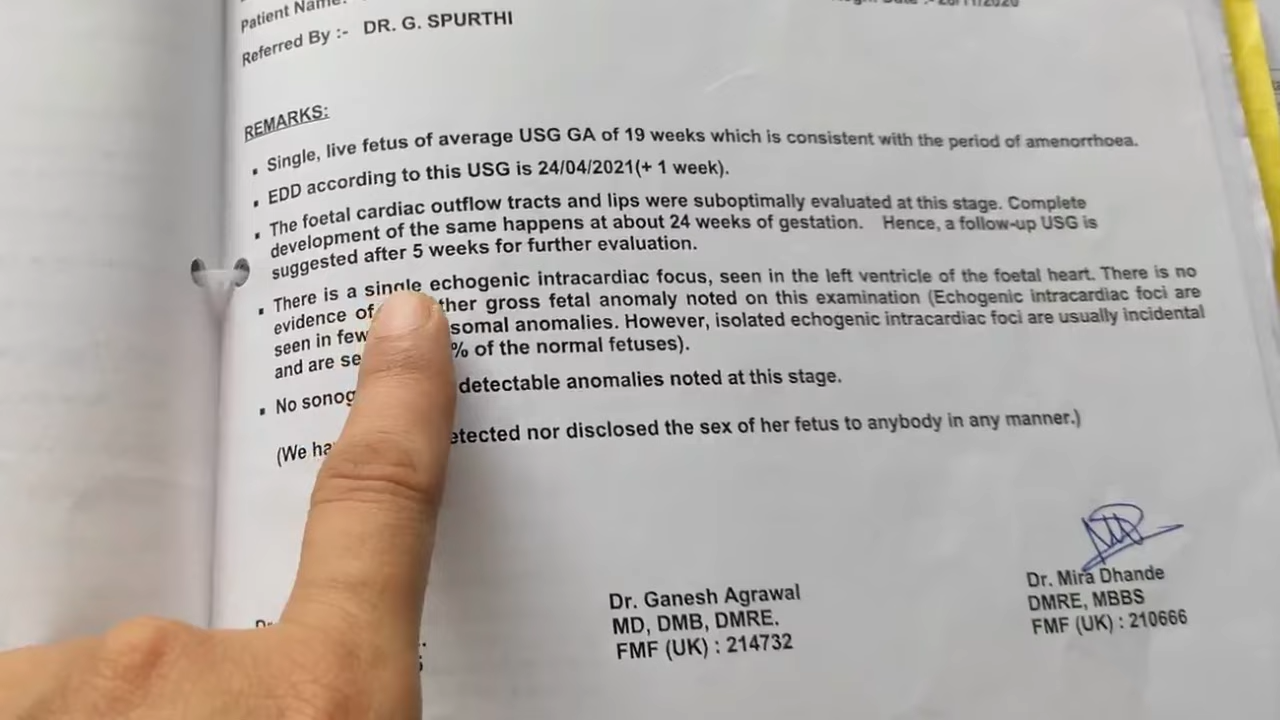 Patient Name:
Referred By :- DR. G. SPURTHI
REMARKS:
▪ Single, live fetus of average USG GA of 19 weeks which is consistent with the period of amenorrhoea.
▪ EDD according to this USG is 24/04/2021(+ 1 week).
▪ The foetal cardiac outflow tracts and lips were suboptimally evaluated at this stage. Complete
development of the same happens at about 24 weeks of gestation. Hence, a follow-up USG is
suggested after 5 weeks for further evaluation.
▪ There is a single echogenic intracardiac focus, seen in the left ventricle of the foetal heart. There is no
evidence of ther gross fetal anomaly noted on this examination (Echogenic intracardiac foci are
seen in few somal anomalies. However, isolated echogenic intracardiac foci are usually incidental
and are se % of the normal fetuses).
▪ No sonog detectable anomalies noted at this stage.
(We ha etected nor disclosed the sex of her fetus to anybody in any manner.)
Dr. Ganesh Agrawal
MD, DMB, DMRE.
FMF (UK) : 214732
Dr. Mira Dhande
DMRE, MBBS
FMF (UK) : 210666